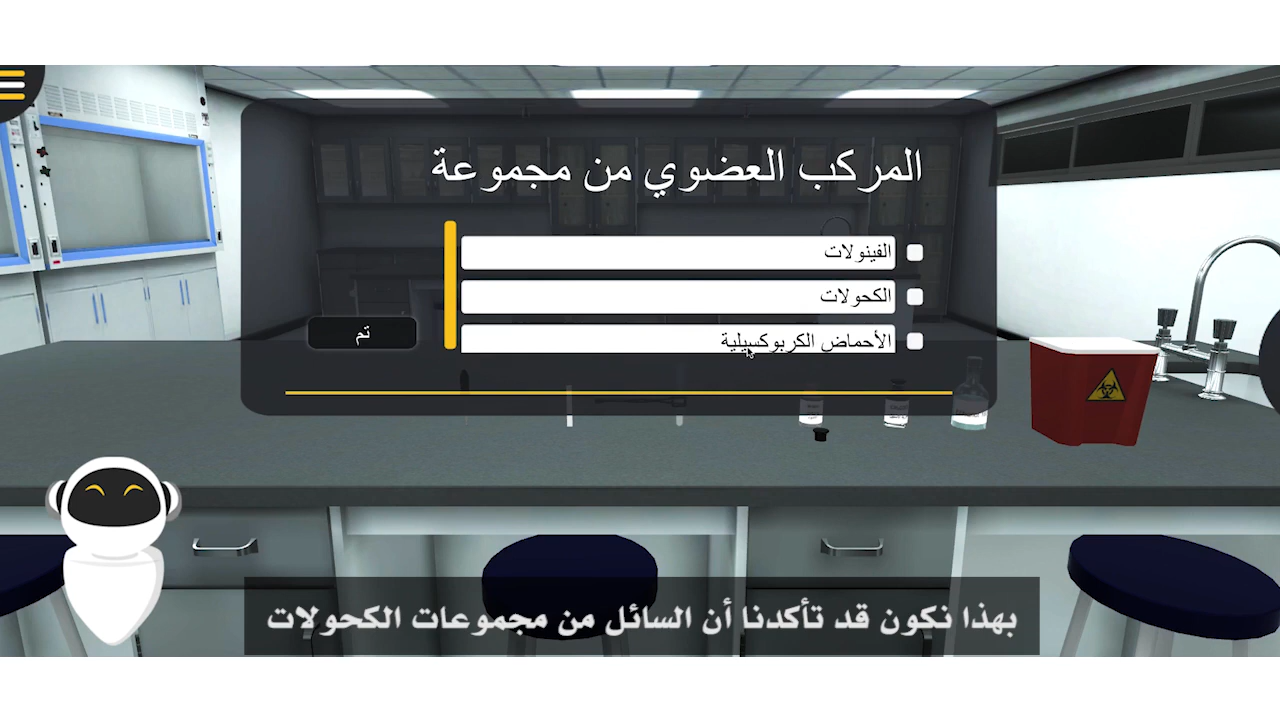 المركب العضوي من مجموعة
الفينولات
الكحولات
الأحماض الكربوكسيلية
تم
بهذا نكون قد تأكدنا أن السائل من مجموعات الكحولات